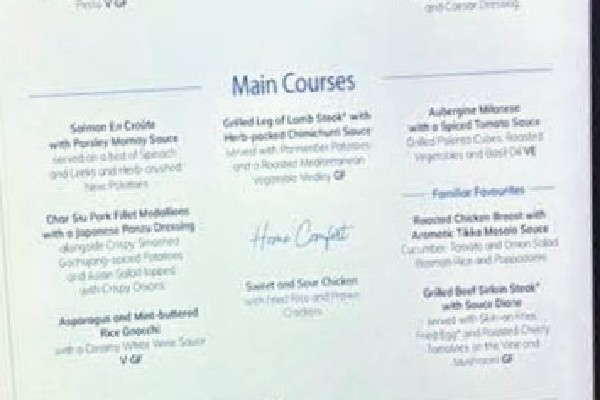 Pesto V GF
and Caesar Dressing.
Main Courses
Salmon En Croûte
with Parsley Mornay Sauce
served on a bed of Spinach
and Leeks and Herb-crushed
New Potatoes
Char Siu Pork Fillet Medallions
with a Japanese Ponzu Dressing
alongside Crispy Smashed
Gochujang-spiced Potatoes
and Asian Salad topped
with Crispy Onions
Asparagus and Mint-buttered
Rice Gnocchi
with a Creamy White Wine Sauce
V GF
Grilled Leg of Lamb Steak* with
Herb-packed Chimichurri Sauce
served with Parmentier Potatoes
and a Roasted Mediterranean
Vegetable Medley GF
Home Comfort
Sweet and Sour Chicken
with Fried Rice and Prawn
Crackers
Aubergine Milanese
with a Spiced Tomato Sauce
Grilled Polenta Cubes, Roasted
Vegetables and Basil Oil VE
Familiar Favourites
Roasted Chicken Breast with
Aromatic Tikka Masala Sauce
Cucumber, Tomato and Onion Salad
Basmati Rice and Poppadoms
Grilled Beef Sirloin Steak*
with Sauce Diane
served with Skin-on Fries,
Fried Egg* and Roasted Cherry
Tomatoes on the Vine and
Mushrooms GF